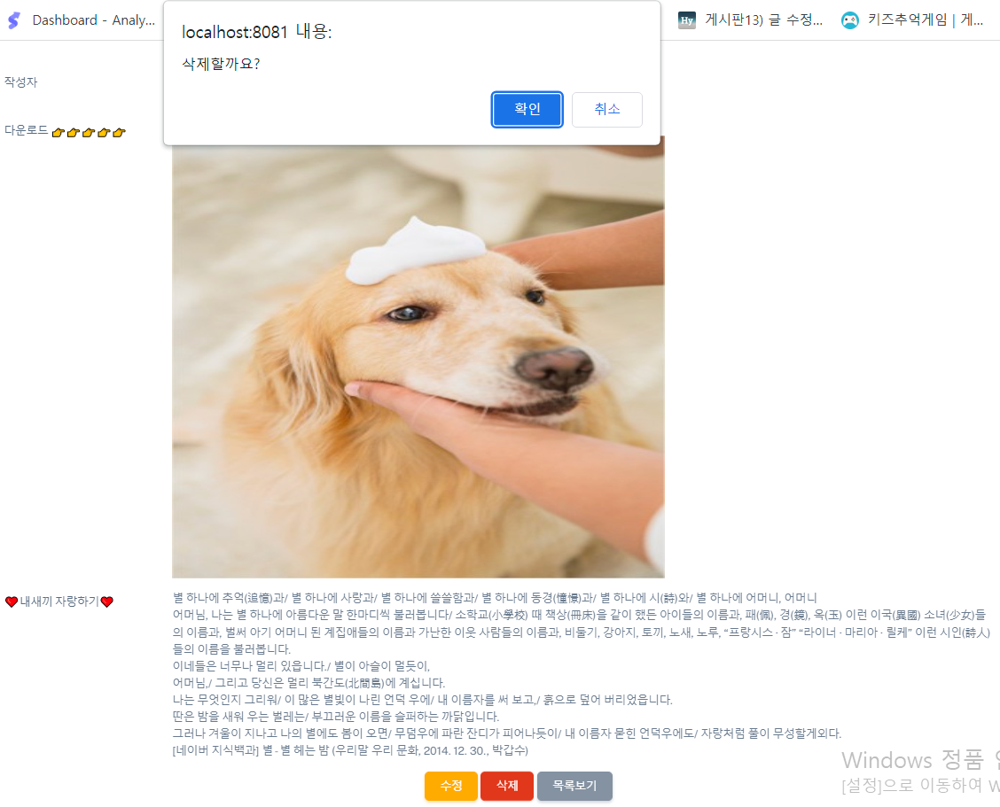 Dashboard - Analy...
게시판13) 글 수정...
키즈추억게임 | 게...
localhost:8081 내용:
삭제할까요?
확인
취소
작성자
다운로드 👉👉👉👉👉
❤️내새끼 자랑하기❤️
별 하나에 추억(追憶)과/ 별 하나에 사랑과/ 별 하나에 쓸쓸함과/ 별 하나에 동경(憧憬)과/ 별 하나에 시(詩)와/ 별 하나에 어머니, 어머니
어머님, 나는 별 하나에 아름다운 말 한마디씩 불러봅니다/ 소학교(小學校) 때 책상(冊床)을 같이 했든 아이들의 이름과, 패(佩), 경(鏡), 옥(玉) 이런 이국(異國) 소녀(少女)들
의 이름과, 벌써 아기 어머니 된 계집애들의 이름과 가난한 이웃 사람들의 이름과, 비둘기, 강아지, 토끼, 노새, 노루, “프랑시스 · 잠” “라이너 · 마리아 · 릴케” 이런 시인(詩人)
들의 이름을 불러봅니다.
이네들은 너무나 멀리 있읍니다./ 별이 아슬이 멀듯이,
어머님,/ 그리고 당신은 멀리 북간도(北間島)에 계십니다.
나는 무엇인지 그리워/ 이 많은 별빛이 나린 언덕 우에/ 내 이름자를 써 보고,/ 흙으로 덮어 버리었읍니다.
딴은 밤을 새워 우는 벌레는/ 부끄러운 이름을 슬퍼하는 까닭입니다.
그러나 겨울이 지나고 나의 별에도 봄이 오면/ 무덤우에 파란 잔디가 피어나듯이/ 내 이름자 묻힌 언덕우에도/ 자랑처럼 풀이 무성할게외다.
[네이버 지식백과] 별 - 별 헤는 밤 (우리말 우리 문화, 2014. 12. 30., 박갑수)
수정
삭제
목록보기
Windows 정품
[설정]으로 이동하여 W